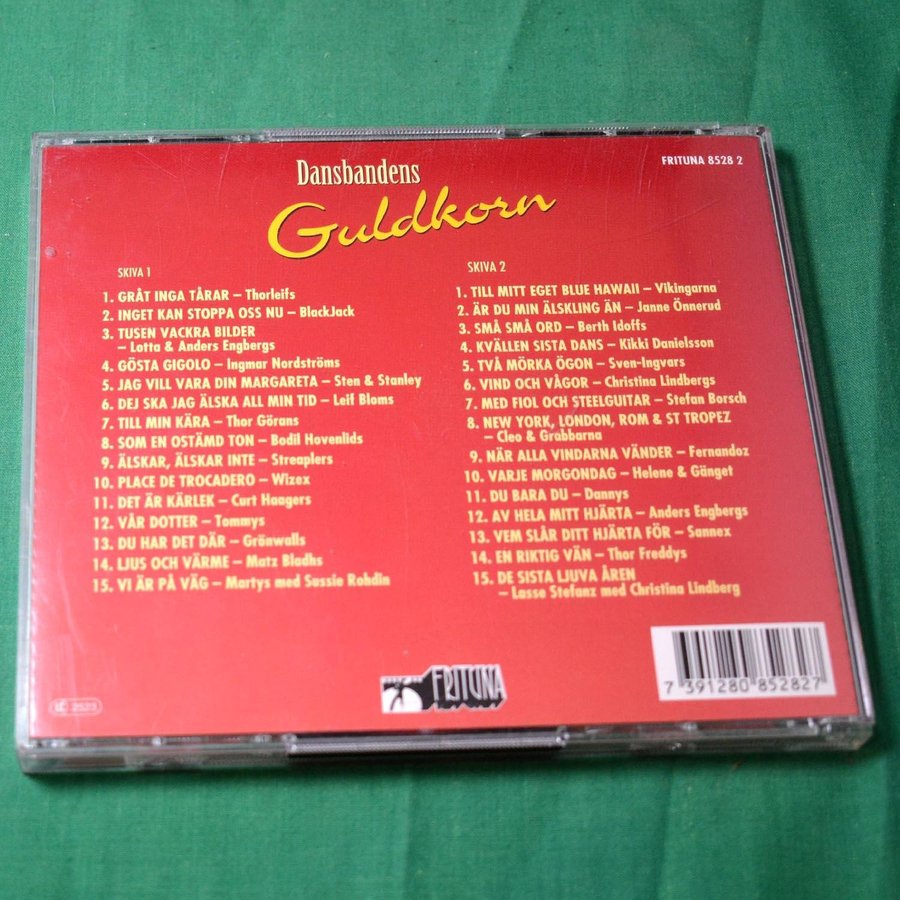 Dansbandens
Guldkorn
FRITUNA 8528 2
SKIVA 1
1. GRÅT INGA TÅRAR – Thorleifs
2. INGET KAN STOPPA OSS NU – BlackJack
3. TUSEN VACKRA BILDER
– Lotta & Anders Engbergs
4. GÖSTA GIGOLO – Ingmar Nordströms
5. JAG VILL VARA DIN MARGARETA – Sten & Stanley
6. DEJ SKA JAG ÄLSKA ALL MIN TID – Leif Bloms
7. TILL MIN KÄRA – Thor Görans
8. SOM EN OSTÄMD TON – Bodil Hovenlids
9. ÄLSKAR, ÄLSKAR INTE – Streaplers
10. PLACE DE TROCADERO – Wizex
11. DET ÄR KÄRLEK – Curt Haagers
12. VÅR DOTTER – Tommys
13. DU HAR DET DÄR – Grönwalls
14. LJUS OCH VÄRME – Matz Bladhs
15. VI ÄR PÅ VÄG – Martys med Sussie Rohdin
SKIVA 2
1. TILL MITT EGET BLUE HAWAII – Vikingarna
2. ÄR DU MIN ÄLSKLING ÄN – Janne Önnerud
3. SMÅ SMÅ ORD – Berth Idoffs
4. KVÄLLEN SISTA DANS – Kikki Danielsson
5. TVÅ MÖRKA ÖGON – Sven-Ingvars
6. VIND OCH VÅGOR – Christina Lindbergs
7. MED FIOL OCH STEELGUITAR – Stefan Borsch
8. NEW YORK, LONDON, ROM & ST TROPEZ
– Cleo & Grabbarna
9. NÄR ALLA VINDARNA VÄNDER – Fernandoz
10. VARJE MORGONDAG – Helene & Gänget
11. DU BARA DU – Dannys
12. AV HELA MITT HJÄRTA – Anders Engbergs
13. VEM SLÅR DITT HJÄRTA FÖR – Sannex
14. EN RIKTIG VÄN – Thor Freddys
15. DE SISTA LJUVA ÅREN
– Lasse Stefanz med Christina Lindberg
FRITUNA
7 391280 852827